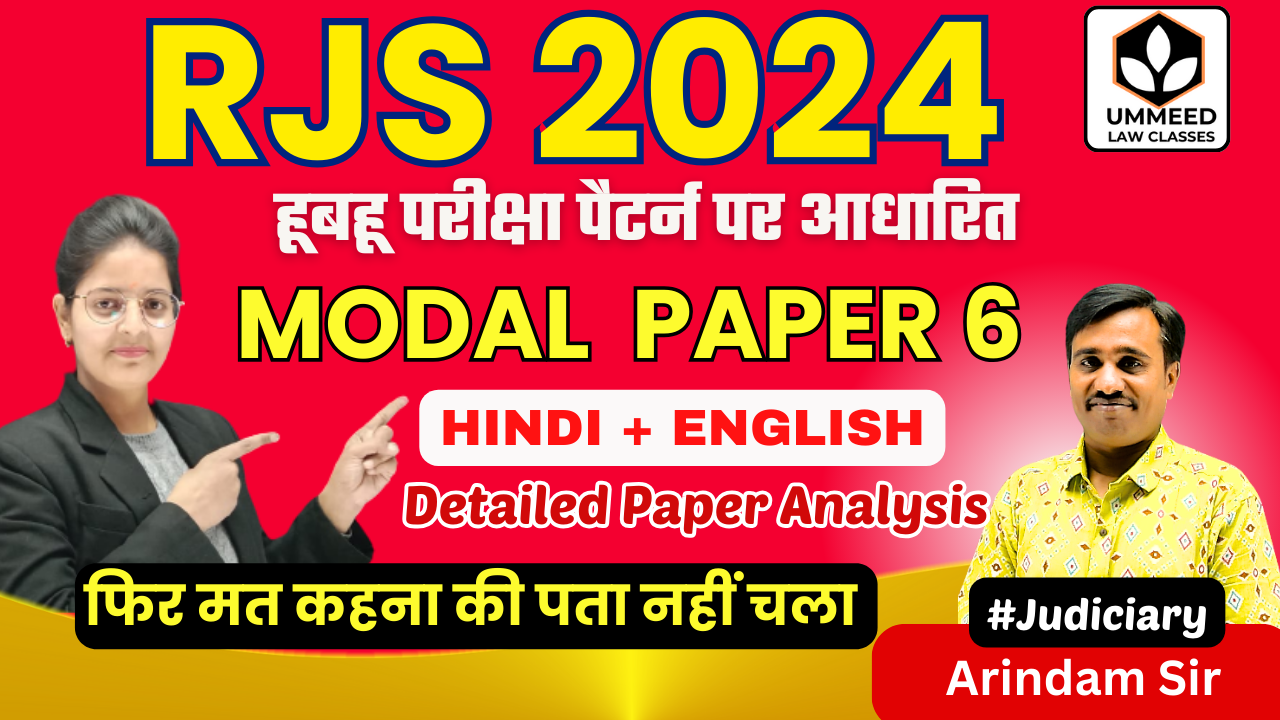 RJS 2024
UMMEED
LAW CLASSES
हूबहू परीक्षा पैटर्न पर आधारित
MODAL PAPER 6
HINDI + ENGLISH
Detailed Paper Analysis
फिर मत कहना की पता नहीं चला
#Judiciary
Arindam Sir